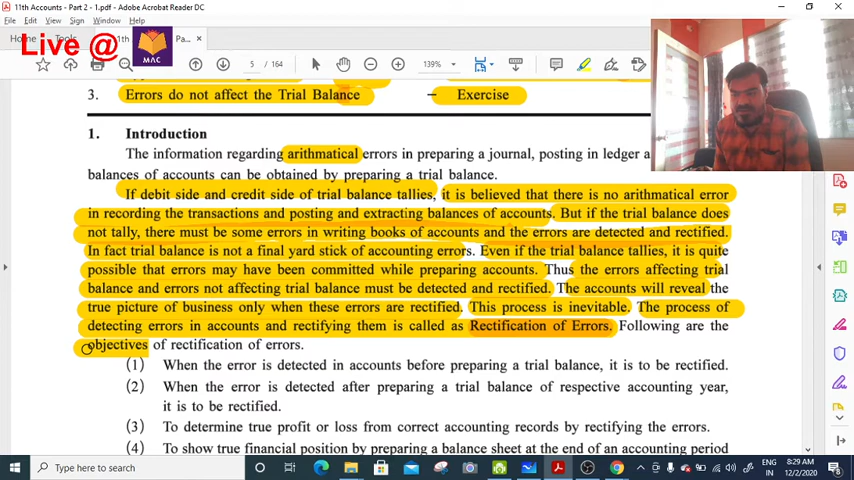 11th Accounts - Part 2 - 1.pdf - Adobe Acrobat Reader DC
File Edit View Sign Window Help
Home Tools 11th Pa...
Live @
MAC
5 / 164 139%
3. Errors do not affect the Trial Balance – Exercise
1. Introduction
The information regarding arithmatical errors in preparing a journal, posting in ledger a
balances of accounts can be obtained by preparing a trial balance.
If debit side and credit side of trial balance tallies, it is believed that there is no arithmatical error
in recording the transactions and posting and extracting balances of accounts. But if the trial balance does
not tally, there must be some errors in writing books of accounts and the errors are detected and rectified.
In fact trial balance is not a final yard stick of accounting errors. Even if the trial balance tallies, it is quite
possible that errors may have been committed while preparing accounts. Thus the errors affecting trial
balance and errors not affecting trial balance must be detected and rectified. The accounts will reveal the
true picture of business only when these errors are rectified. This process is inevitable. The process of
detecting errors in accounts and rectifying them is called as Rectification of Errors. Following are the
objectives of rectification of errors.
(1) When the error is detected in accounts before preparing a trial balance, it is to be rectified.
(2) When the error is detected after preparing a trial balance of respective accounting year,
it is to be rectified.
(3) To determine true profit or loss from correct accounting records by rectifying the errors.
(4) To show true financial position by preparing a balance sheet at the end of an accounting period
Type here to search
ENG
IN
8:29 AM
12/2/2020